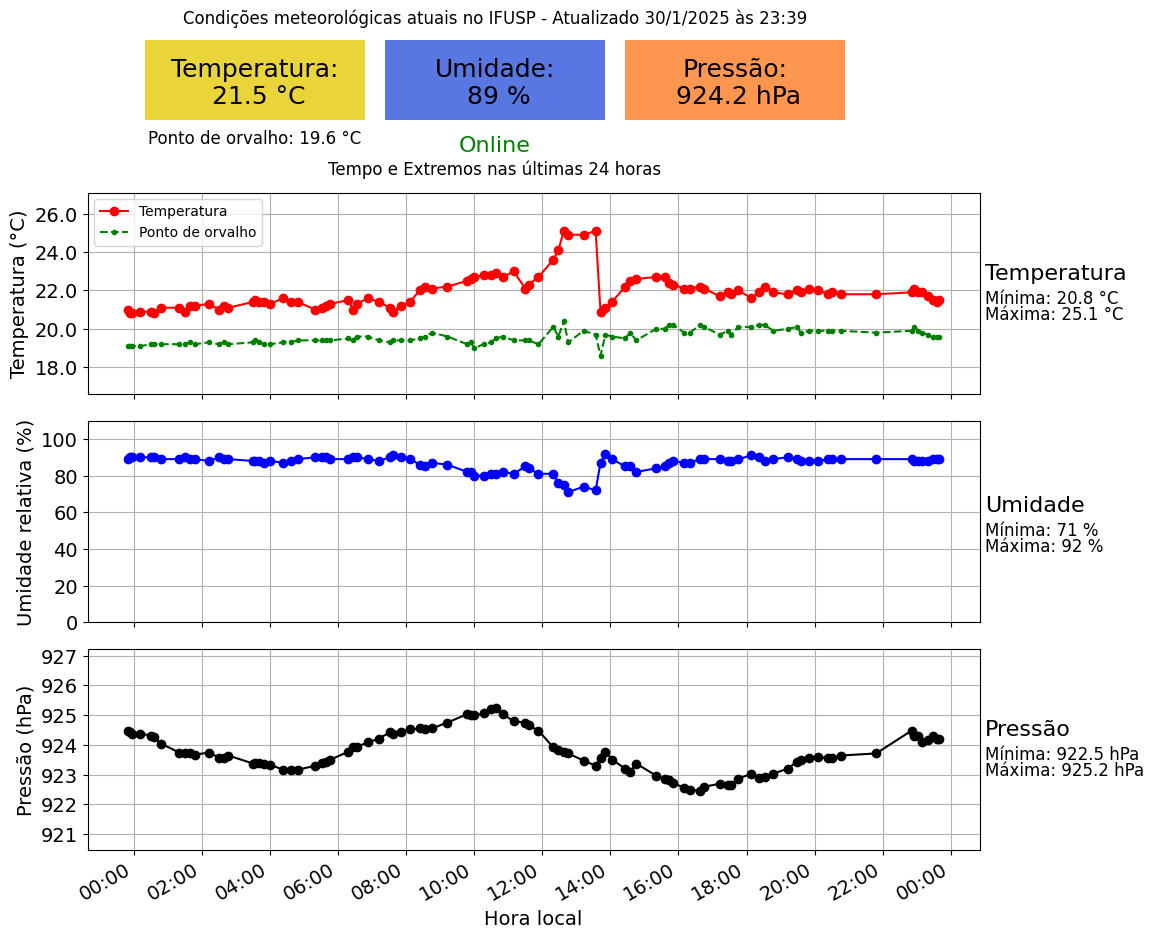 Condições meteorológicas atuais no IFUSP - Atualizado 30/1/2025 às 23:39
Temperatura:
21.5 °C
Umidade:
89 %
Pressão:
924.2 hPa
Ponto de orvalho: 19.6 °C
Online
Tempo e Extremos nas últimas 24 horas
Temperatura (°C)
26.0
24.0
22.0
20.0
18.0
Temperatura
Ponto de orvalho
Temperatura
Mínima: 20.8 °C
Máxima: 25.1 °C
Umidade relativa (%)
100
80
60
40
20
0
Umidade
Mínima: 71 %
Máxima: 92 %
Pressão (hPa)
927
926
925
924
923
922
921
Pressão
Mínima: 922.5 hPa
Máxima: 925.2 hPa
00:00 02:00 04:00 06:00 08:00 10:00 12:00 14:00 16:00 18:00 20:00 22:00 00:00
Hora local